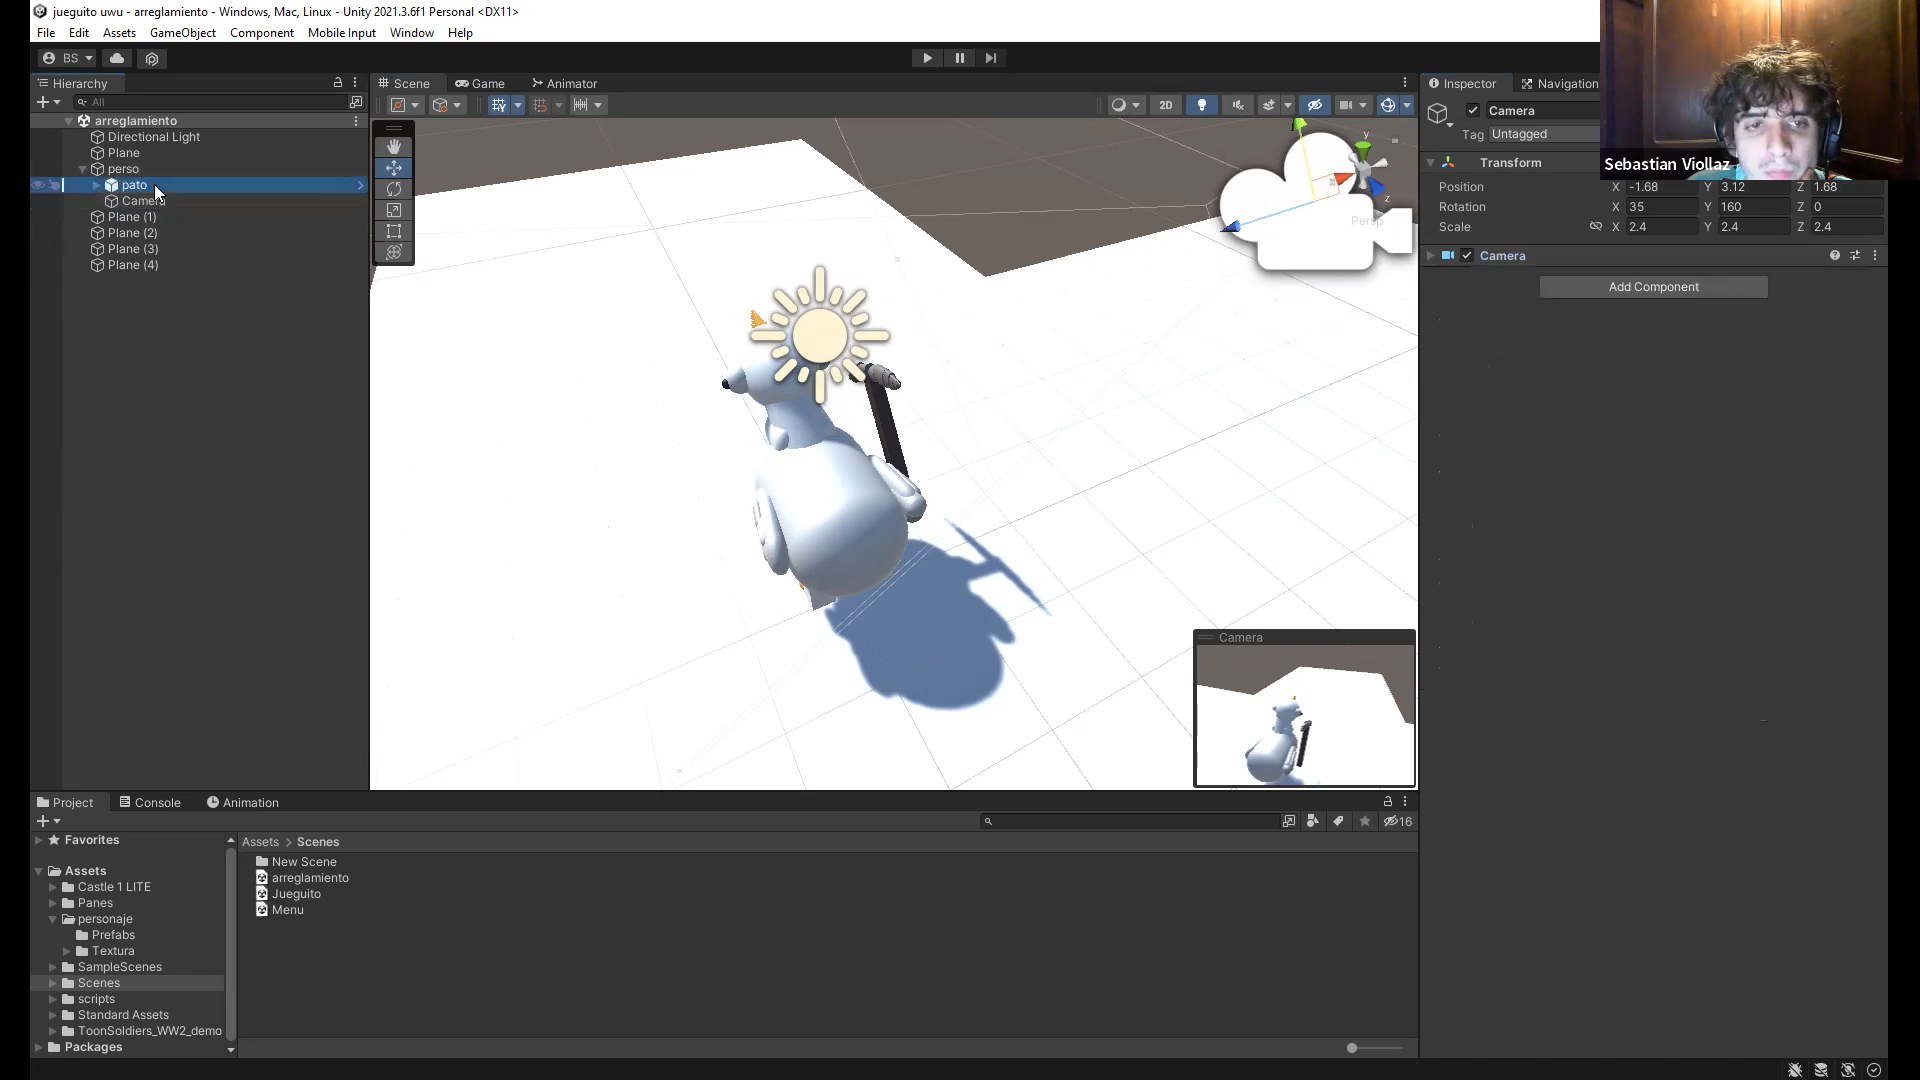 jueguito uwu - arreglamiento - Windows, Mac, Linux - Unity 2021.3.6f1 Personal <DX11>
File Edit Assets GameObject Component Mobile Input Window Help
BS
Hierarchy
All
arreglamiento
Directional Light
Plane
perso
pato
Camera
Plane (1)
Plane (2)
Plane (3)
Plane (4)
Scene Game Animator
2D
y
z
Persp
Camera
Inspector Navigation
Camera
Tag Untagged
Transform
Position X -1.68 Y 3.12 Z 1.68
Rotation X 35 Y 160 Z 0
Scale X 2.4 Y 2.4 Z 2.4
Camera
Add Component
Sebastian Viollaz
Project Console Animation
16
Favorites
Assets
Castle 1 LITE
Panes
personaje
Prefabs
Textura
SampleScenes
Scenes
scripts
Standard Assets
ToonSoldiers_WW2_demo
Packages
Assets > Scenes
New Scene
arreglamiento
Jueguito
Menu